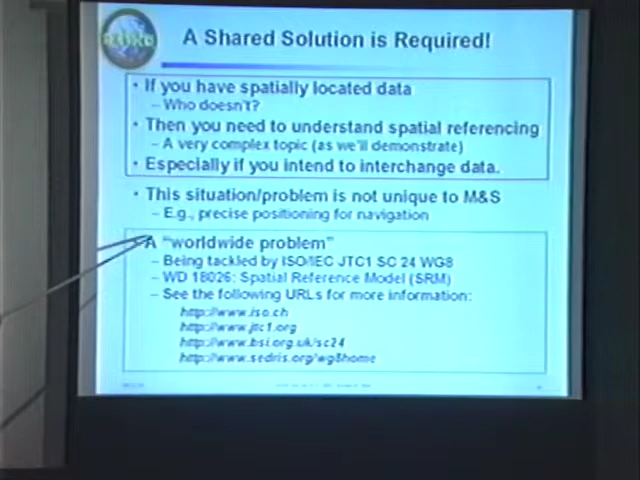 SEDRIS
A Shared Solution is Required!
• If you have spatially located data
– Who doesn't?
• Then you need to understand spatial referencing
– A very complex topic (as we'll demonstrate)
• Especially if you intend to interchange data.
• This situation/problem is not unique to M&S
– E.g., precise positioning for navigation
A "worldwide problem"
– Being tackled by ISO/IEC JTC1 SC 24 WG8
– WD 18026: Spatial Reference Model (SRM)
– See the following URLs for more information:
http://www.iso.ch
http://www.jtc1.org
http://www.bsi.org.uk/sc24
http://www.sedris.org/wg8home